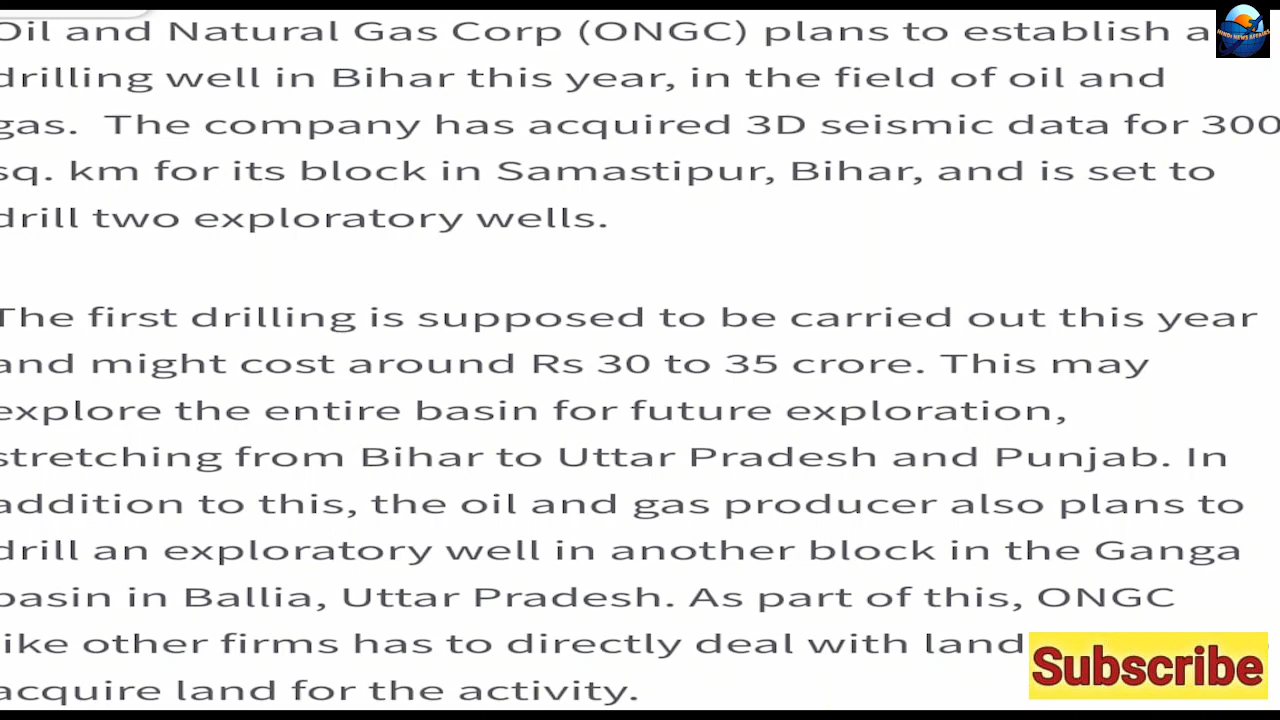 Oil and Natural Gas Corp (ONGC) plans to establish a
drilling well in Bihar this year, in the field of oil and
gas. The company has acquired 3D seismic data for 300
sq. km for its block in Samastipur, Bihar, and is set to
drill two exploratory wells.
The first drilling is supposed to be carried out this year
and might cost around Rs 30 to 35 crore. This may
explore the entire basin for future exploration,
stretching from Bihar to Uttar Pradesh and Punjab. In
addition to this, the oil and gas producer also plans to
drill an exploratory well in another block in the Ganga
basin in Ballia, Uttar Pradesh. As part of this, ONGC
like other firms has to directly deal with land
acquire land for the activity.
HINDI NEWS AFFAIRS
Subscribe